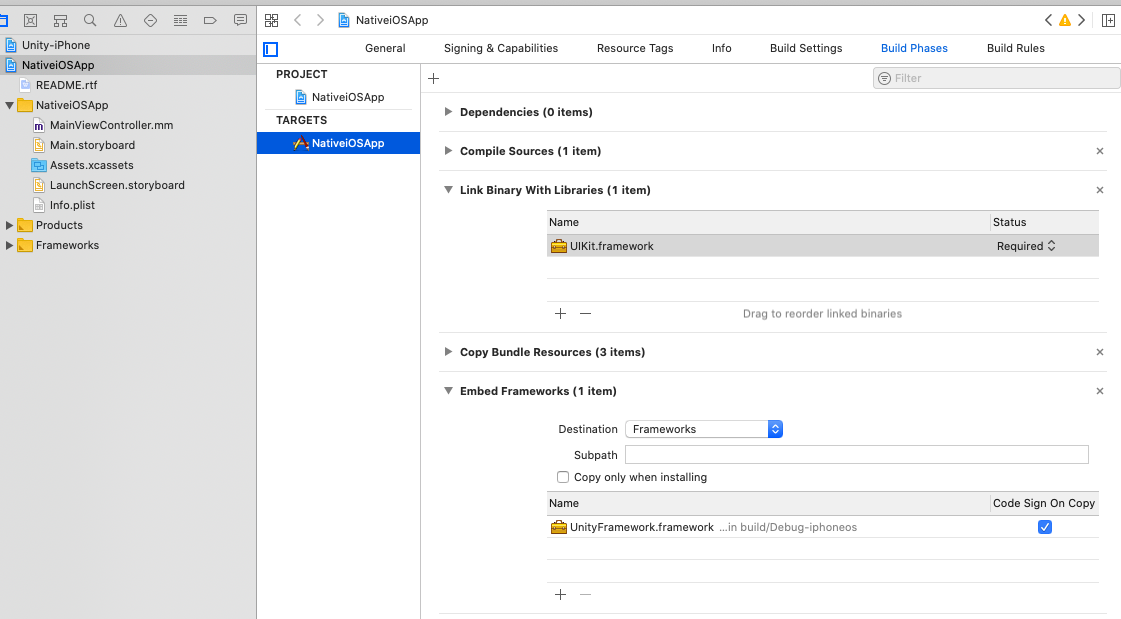 NativeiOSApp
Unity-iPhone
NativeiOSApp
README.rtf
NativeiOSApp
MainViewController.mm
Main.storyboard
Assets.xcassets
LaunchScreen.storyboard
Info.plist
Products
Frameworks
General Signing & Capabilities Resource Tags Info Build Settings Build Phases Build Rules
PROJECT
NativeiOSApp
TARGETS
NativeiOSApp
Filter
Dependencies (0 items)
Compile Sources (1 item)
Link Binary With Libraries (1 item)
Name Status
UIKit.framework Required
Drag to reorder linked binaries
Copy Bundle Resources (3 items)
Embed Frameworks (1 item)
Destination Frameworks
Subpath
Copy only when installing
Name Code Sign On Copy
UnityFramework.framework ...in build/Debug-iphoneos